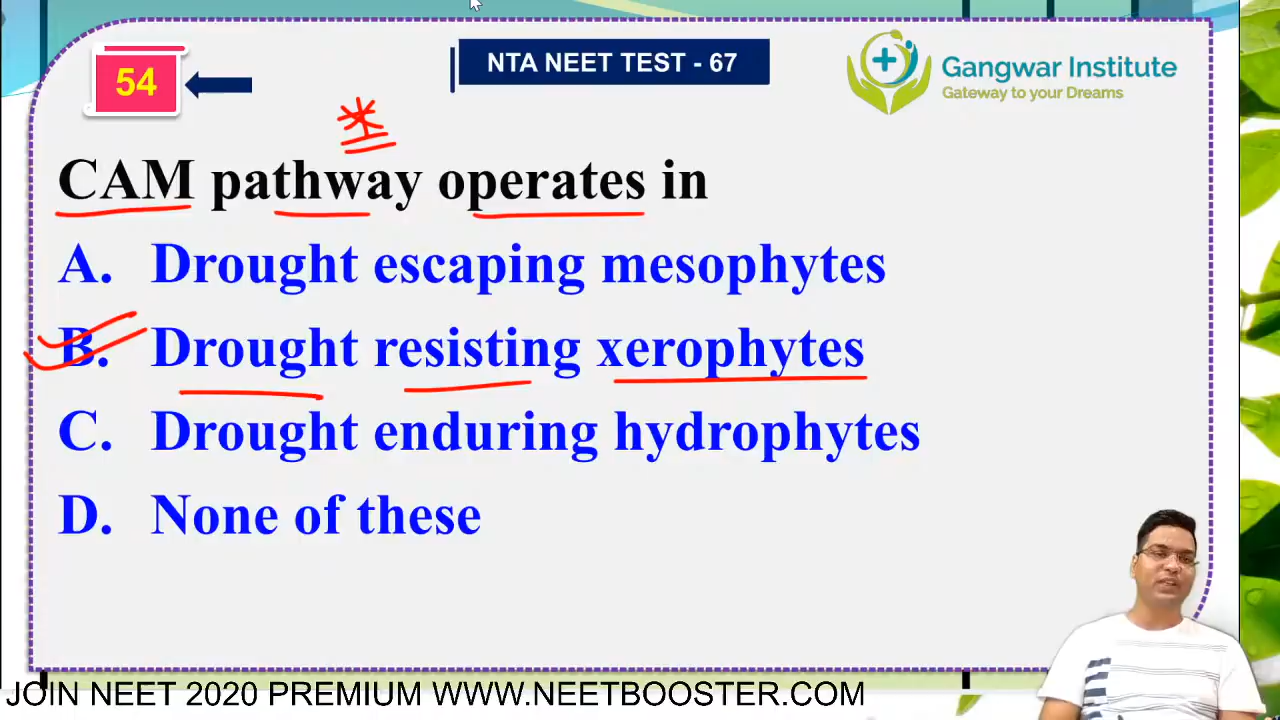 54
NTA NEET TEST - 67
Gangwar Institute
Gateway to your Dreams
CAM pathway operates in
A. Drought escaping mesophytes
B. Drought resisting xerophytes
C. Drought enduring hydrophytes
D. None of these
JOIN NEET 2020 PREMIUM WWW.NEETBOOSTER.COM